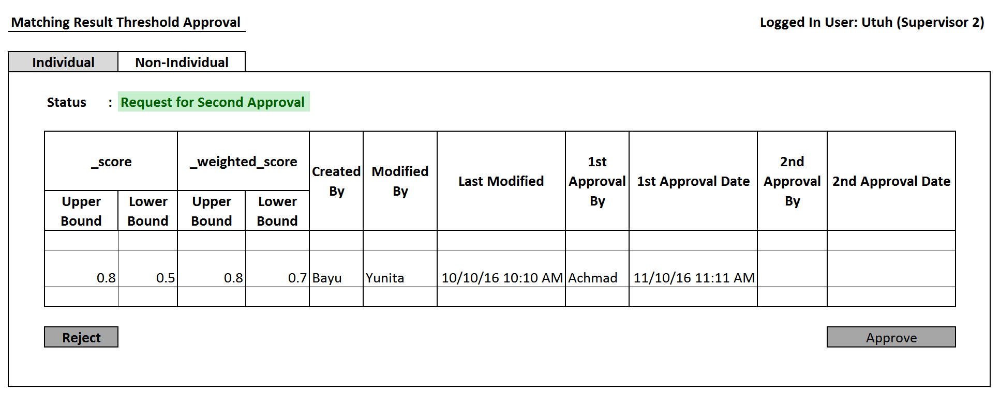 Matching Result Threshold Approval
Logged In User: Utuh (Supervisor 2)
Individual
Non-Individual
Status : Request for Second Approval
_score
_weighted_score
Created
By
Modified
By
Last Modified
1st
Approval
By
1st Approval Date
2nd
Approval
By
2nd Approval Date
Upper
Bound
Lower
Bound
Upper
Bound
Lower
Bound
0.8 0.5 0.8 0.7 Bayu Yunita 10/10/16 10:10 AM Achmad 11/10/16 11:11 AM
Reject
Approve